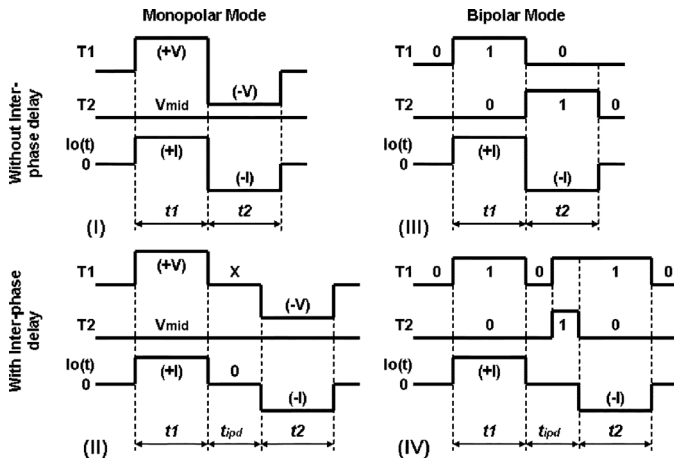 Monopolar Mode
Bipolar Mode
Without Inter-
phase delay
T1
(+V)
(-V)
T2
Vmid
Io(t)
0
(+I)
(-I)
t1
t2
(I)
T1
0
1
0
T2
0
1
0
Io(t)
0
(+I)
(-I)
t1
t2
(III)
With Inter-phase
delay
T1
(+V)
X
(-V)
T2
Vmid
Io(t)
0
(+I)
0
(-I)
t1
tipd
t2
(II)
T1
0
1
0
1
0
T2
0
1
0
Io(t)
0
(+I)
(-I)
t1
tipd
t2
(IV)